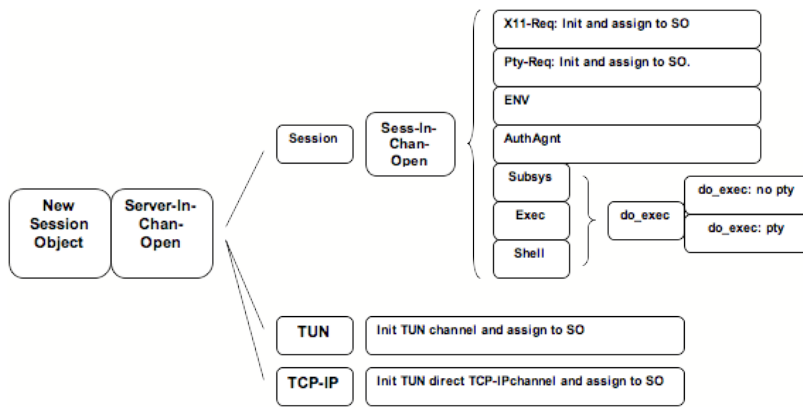 New
Session
Object
Server-In-
Chan-
Open
Session
Sess-In-
Chan-
Open
X11-Req: Init and assign to SO
Pty-Req: Init and assign to SO.
ENV
AuthAgnt
Subsys
Exec
Shell
do_exec
do_exec: no pty
do_exec: pty
TUN
Init TUN channel and assign to SO
TCP-IP
Init TUN direct TCP-IPchannel and assign to SO